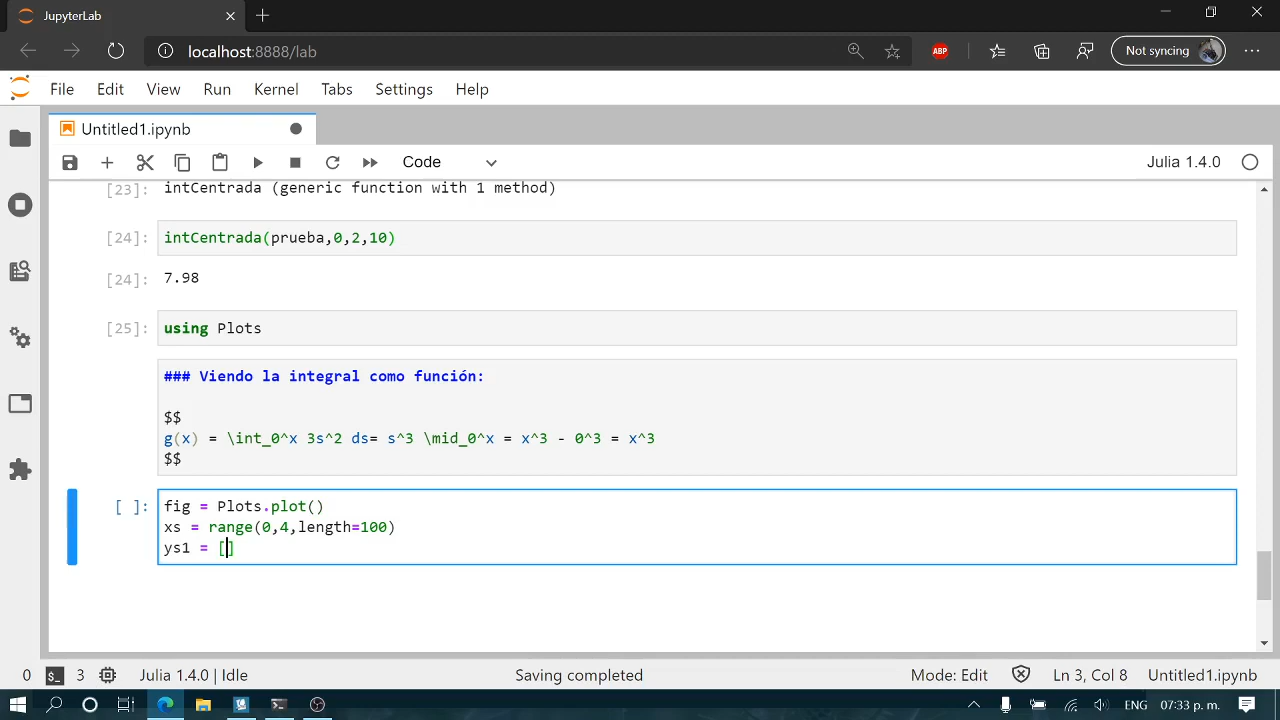 JupyterLab
localhost:8888/lab
ABP
Not syncing
File Edit View Run Kernel Tabs Settings Help
Untitled1.ipynb
Code
Julia 1.4.0
[23]: intCentrada (generic function with 1 method)
[24]: intCentrada(prueba,0,2,10)
[24]: 7.98
[25]: using Plots
### Viendo la integral como función:
$$
g(x) = \int_0^x 3s^2 ds= s^3 \mid_0^x = x^3 - 0^3 = x^3
$$
[ ]: fig = Plots.plot()
xs = range(0,4,length=100)
ys1 = []
0 $_ 3 Julia 1.4.0 | Idle Saving completed Mode: Edit Ln 3, Col 8 Untitled1.ipynb
ENG 07:33 p. m.